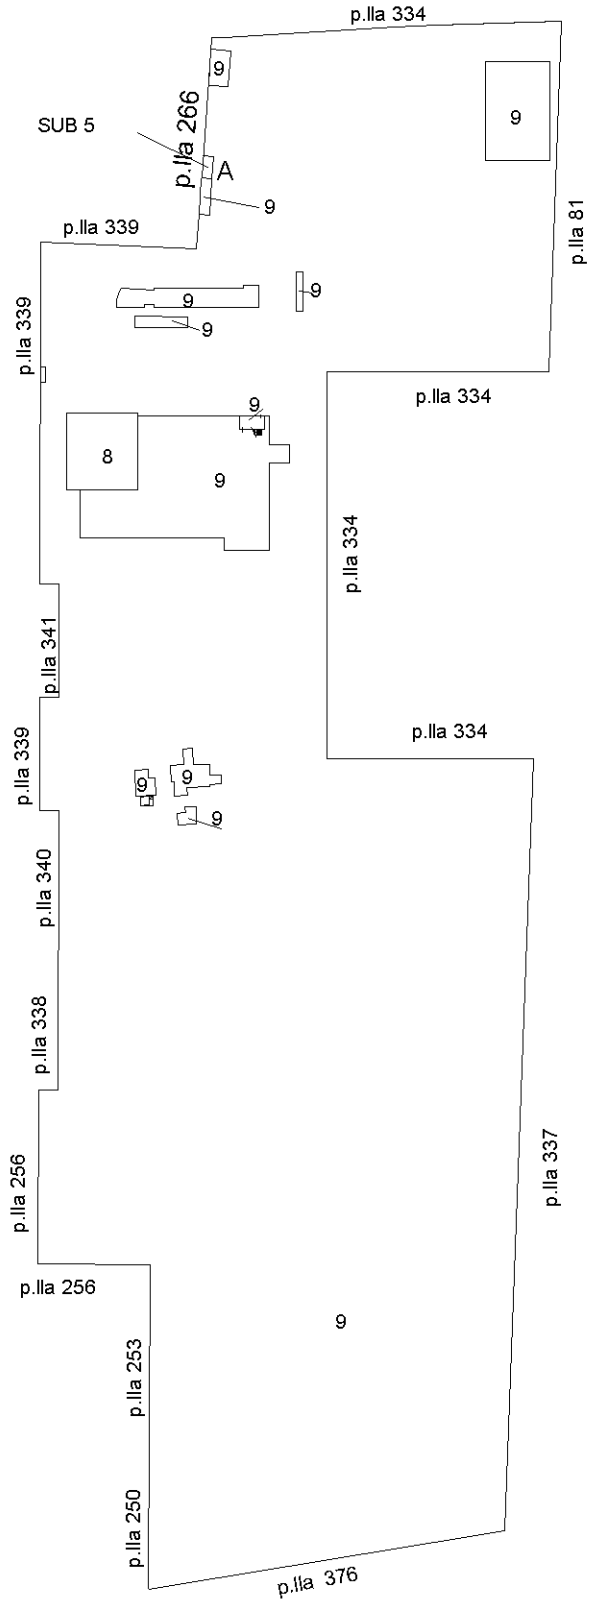 p.lla 334
9
p.lla 266
SUB 5
A
9
9
p.lla 81
p.lla 339
9
9
9
p.lla 339
p.lla 334
9
8
9
p.lla 334
p.lla 341
p.lla 334
p.lla 339
9
9
9
p.lla 340
p.lla 338
p.lla 337
p.lla 256
p.lla 256
9
p.lla 253
p.lla 250
p.lla 376